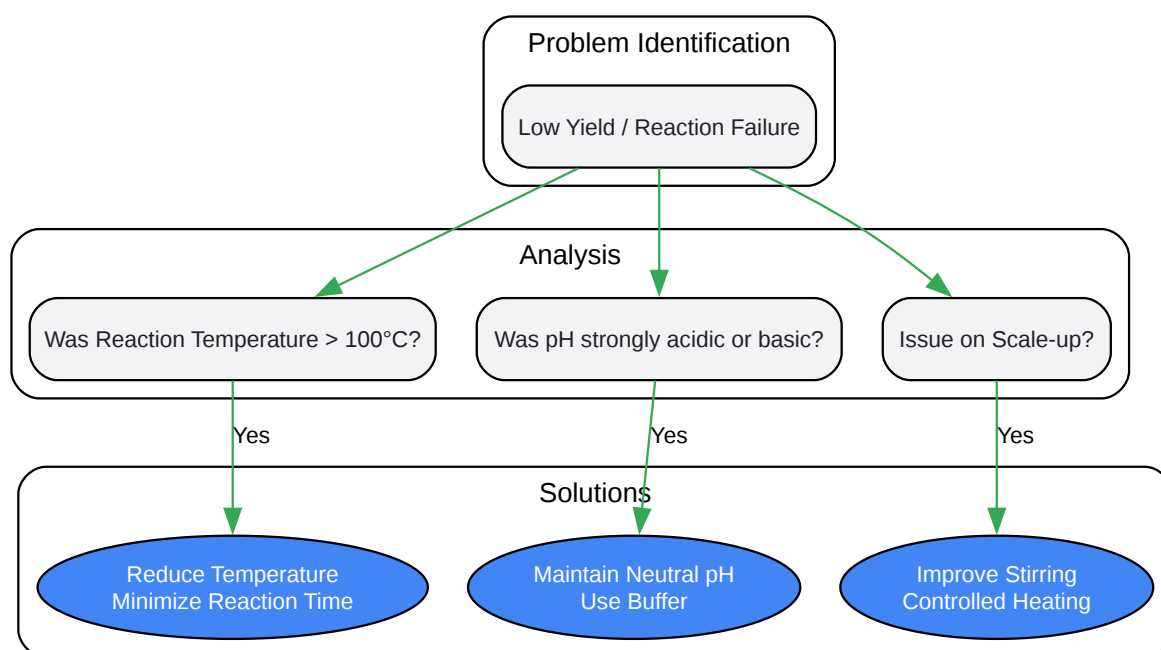 Problem Identification
Low Yield / Reaction Failure
Analysis
Was Reaction Temperature > 100°C?
Was pH strongly acidic or basic?
Issue on Scale-up?
Yes
Yes
Yes
Solutions
Reduce Temperature
Minimize Reaction Time
Maintain Neutral pH
Use Buffer
Improve Stirring
Controlled Heating